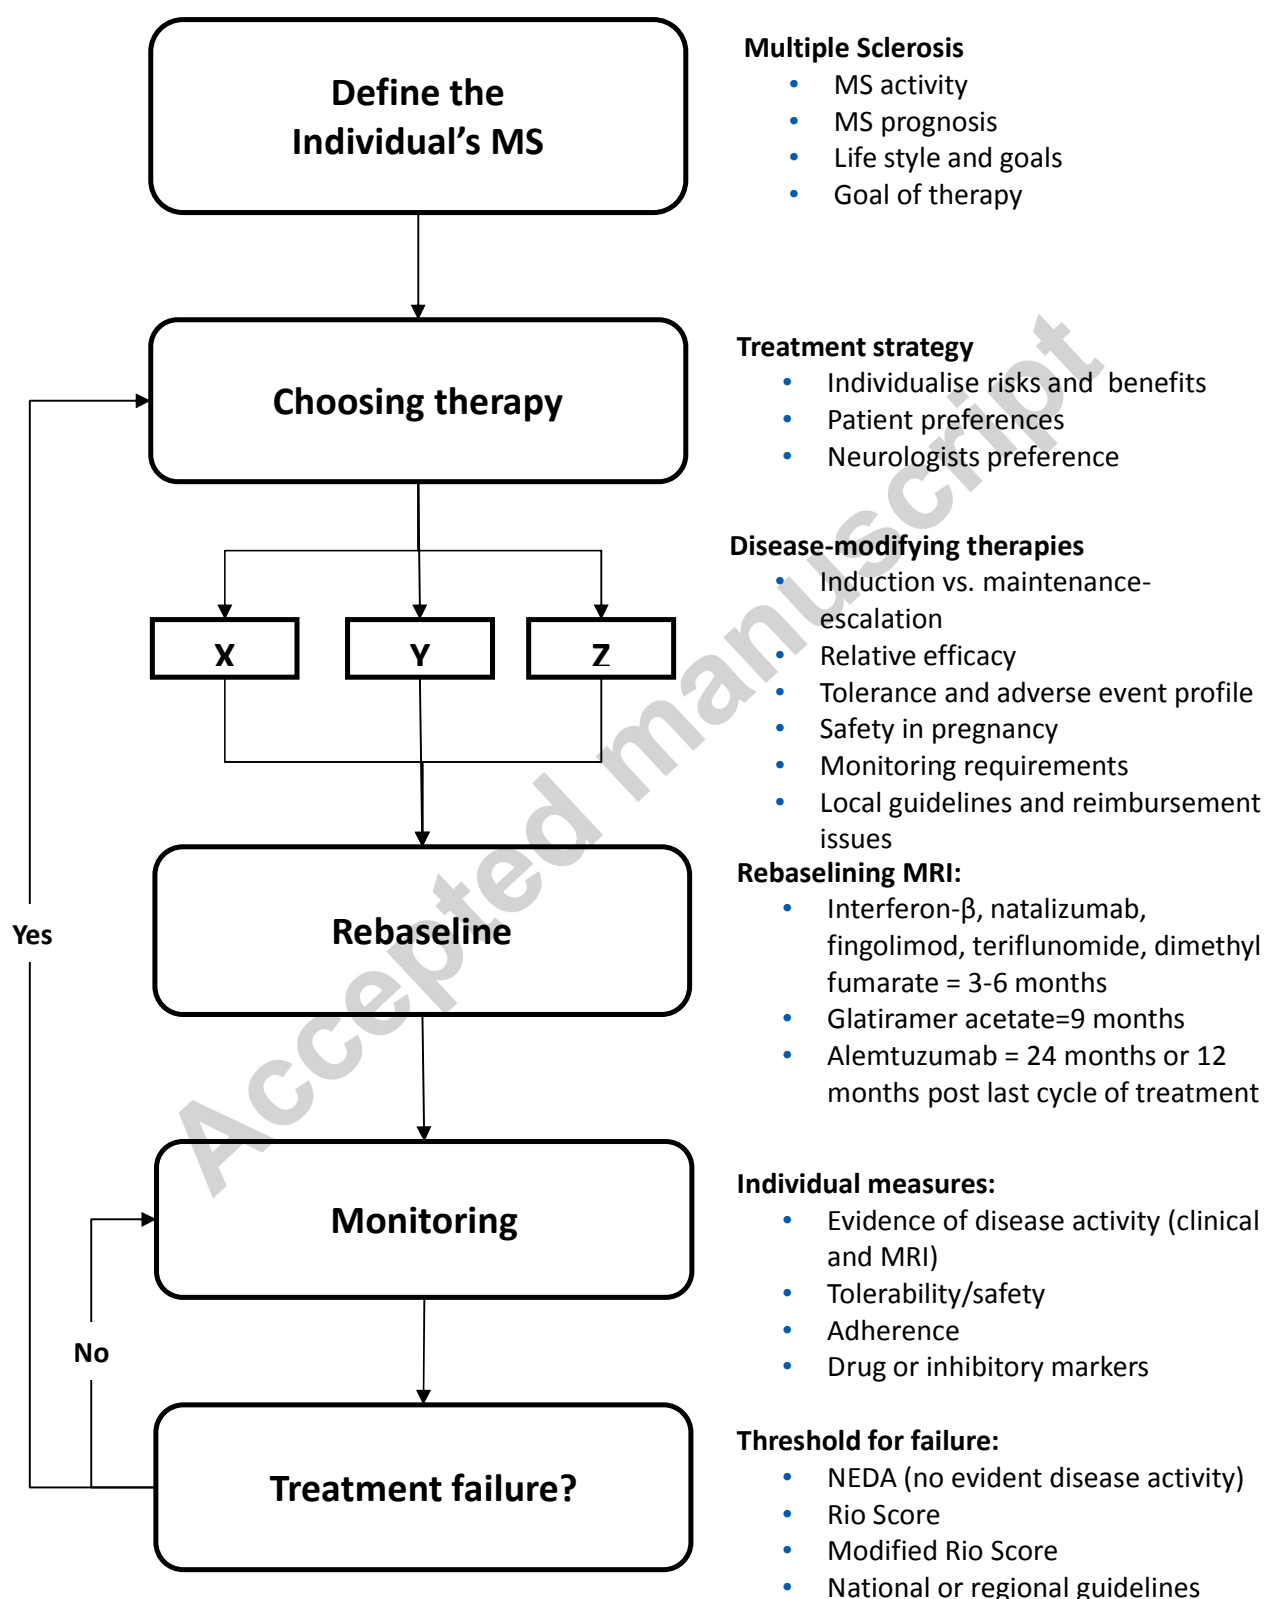 Define the
Individual’s MS
Multiple Sclerosis
• MS activity
• MS prognosis
• Life style and goals
• Goal of therapy
Choosing therapy
Treatment strategy
• Individualise risks and benefits
• Patient preferences
• Neurologists preference
X
Y
Z
Disease-modifying therapies
• Induction vs. maintenance-
escalation
• Relative efficacy
• Tolerance and adverse event profile
• Safety in pregnancy
• Monitoring requirements
• Local guidelines and reimbursement
issues
Rebaseline
Rebaselining MRI:
• Interferon-β, natalizumab,
fingolimod, teriflunomide, dimethyl
fumarate = 3-6 months
• Glatiramer acetate=9 months
• Alemtuzumab = 24 months or 12
months post last cycle of treatment
Yes
Monitoring
Individual measures:
• Evidence of disease activity (clinical
and MRI)
• Tolerability/safety
• Adherence
• Drug or inhibitory markers
No
Treatment failure?
Threshold for failure:
• NEDA (no evident disease activity)
• Rio Score
• Modified Rio Score
• National or regional guidelines
Accepted manuscript